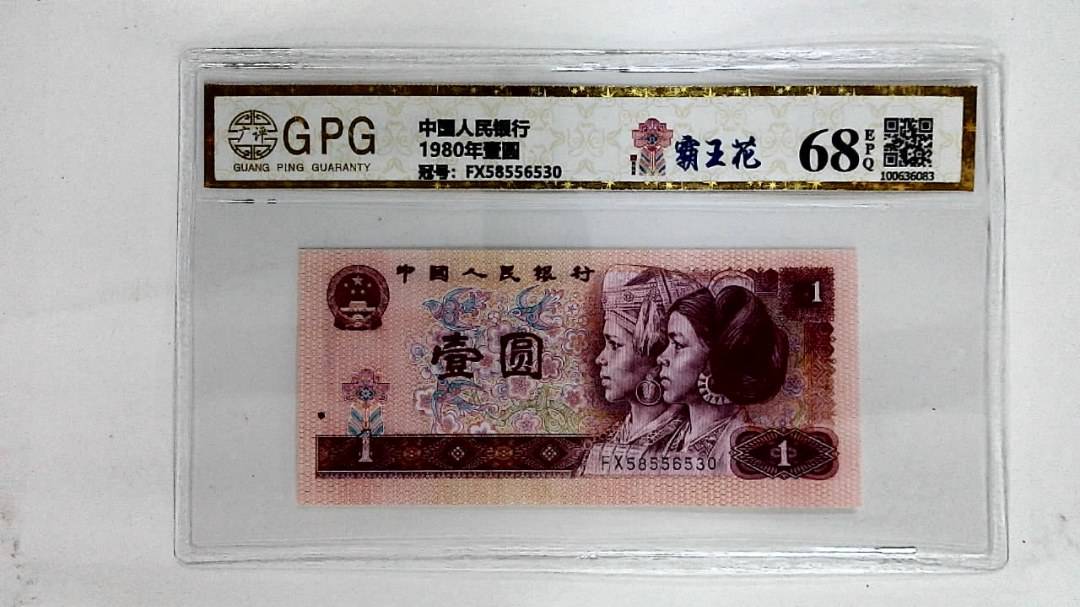 广评
GPG
GUANG PING GUARANTY
中国人民银行
1980年壹圆
冠号：FX58556530
霸王花
68
EPQ
100636083
中國人民银行
1
壹圆
1
FX58556530
1